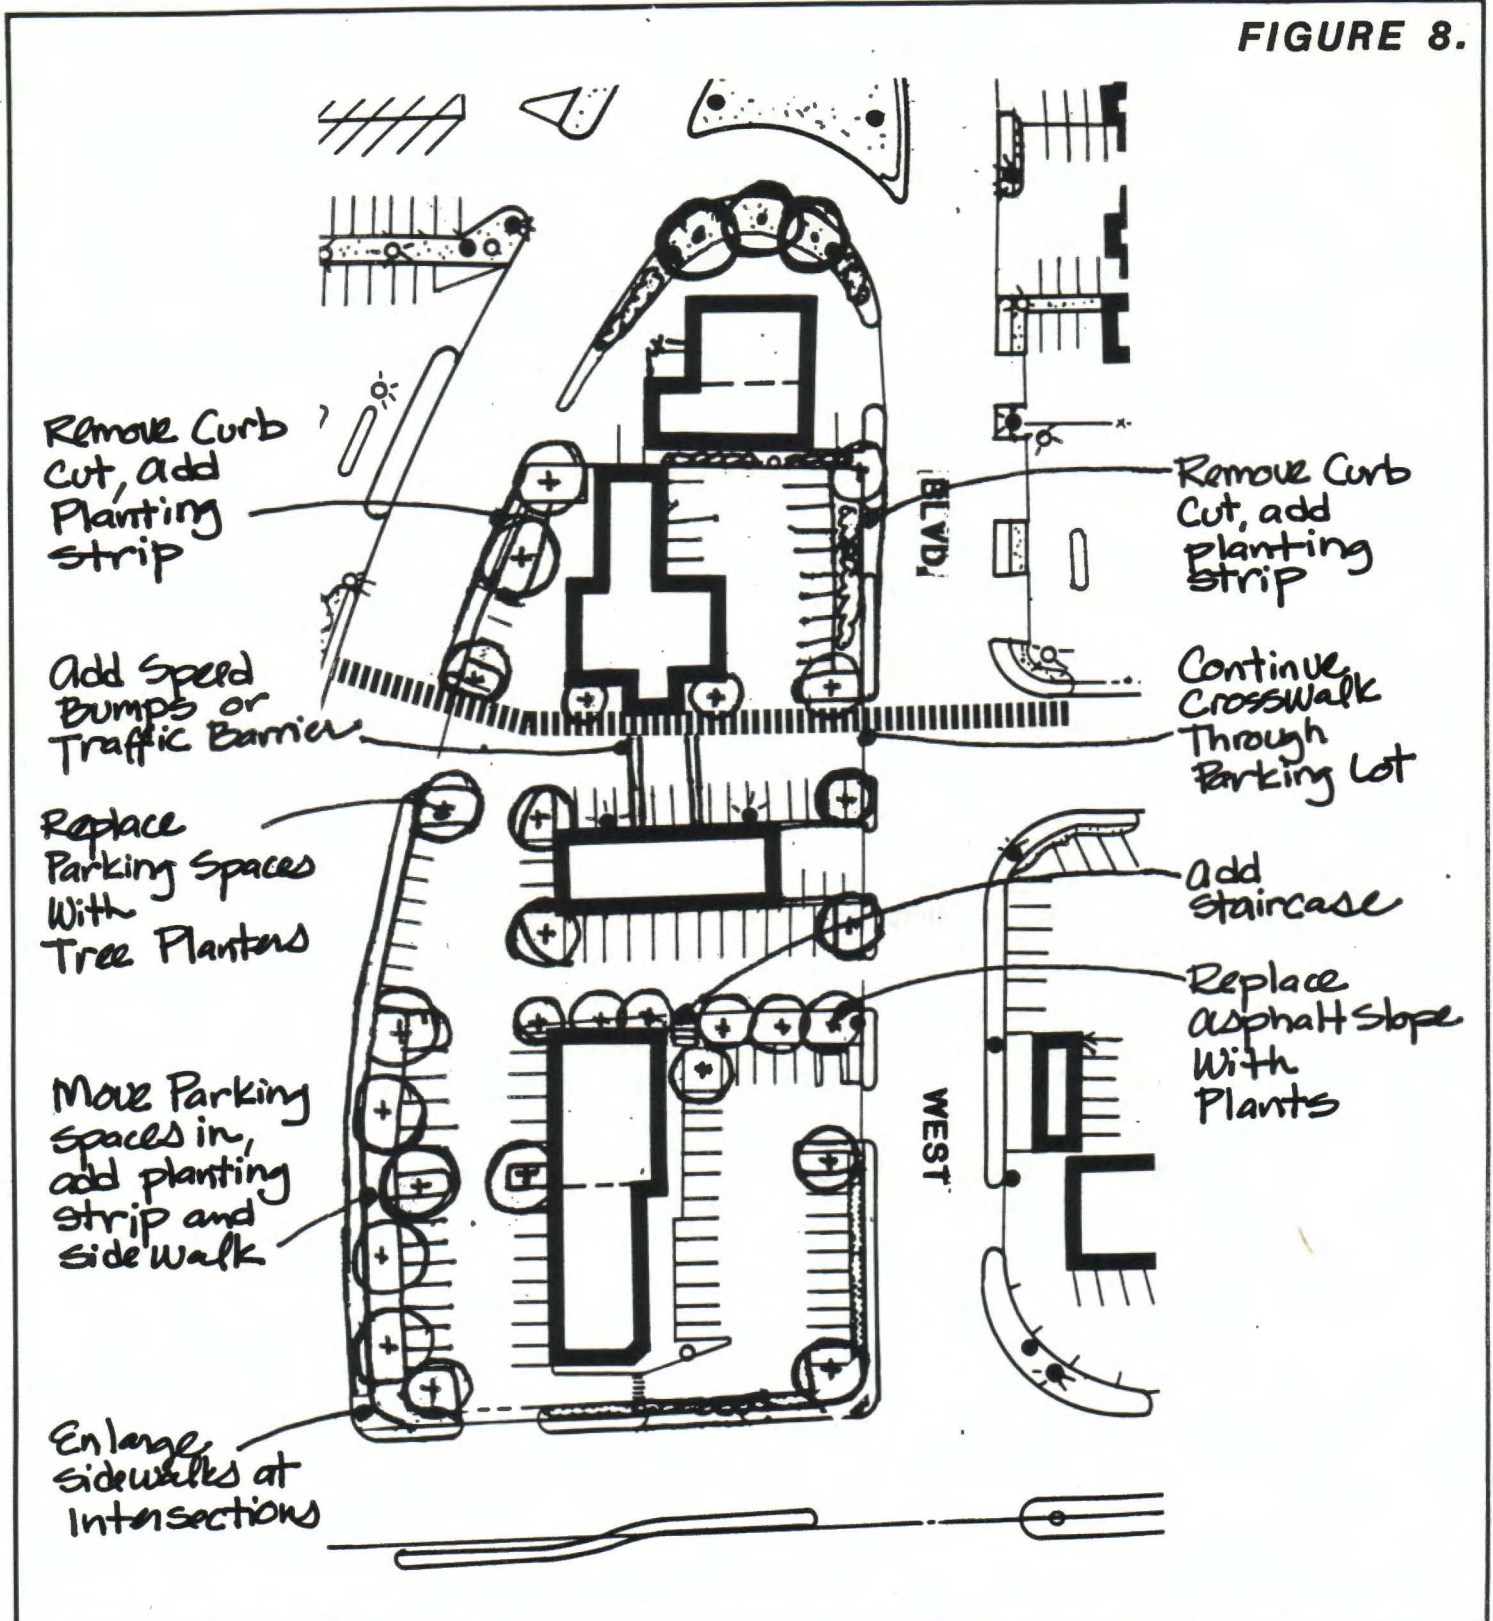 FIGURE 8.
Remove Curb
Cut, add
Planting
strip
add Speed
Bumps or
Traffic Barrier
Replace
Parking Spaces
With
Tree Planters
Move Parking
spaces in,
add planting
strip and
sidewalk
Enlarge
sidewalks at
Intersections
BLVD.
WEST
Remove Curb
Cut, add
planting
strip
Continue
Crosswalk
Through
Parking Lot
add
staircase
Replace
asphalt slope
With
Plants